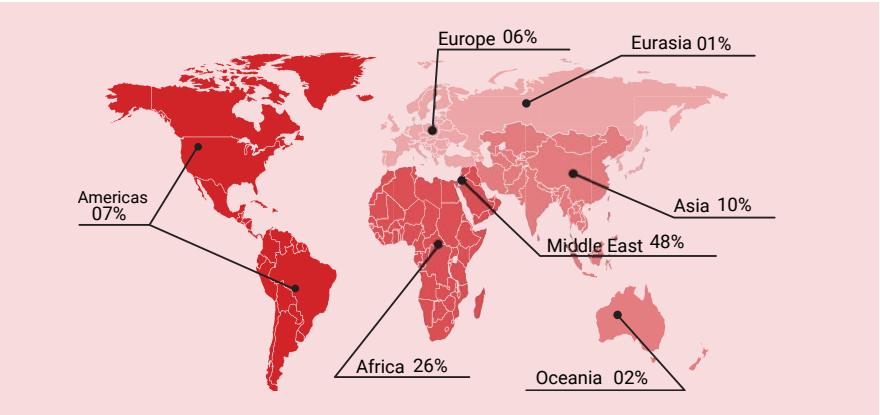 Europe 06%
Eurasia 01%
Americas
07%
Asia 10%
Middle East 48%
Africa 26%
Oceania 02%